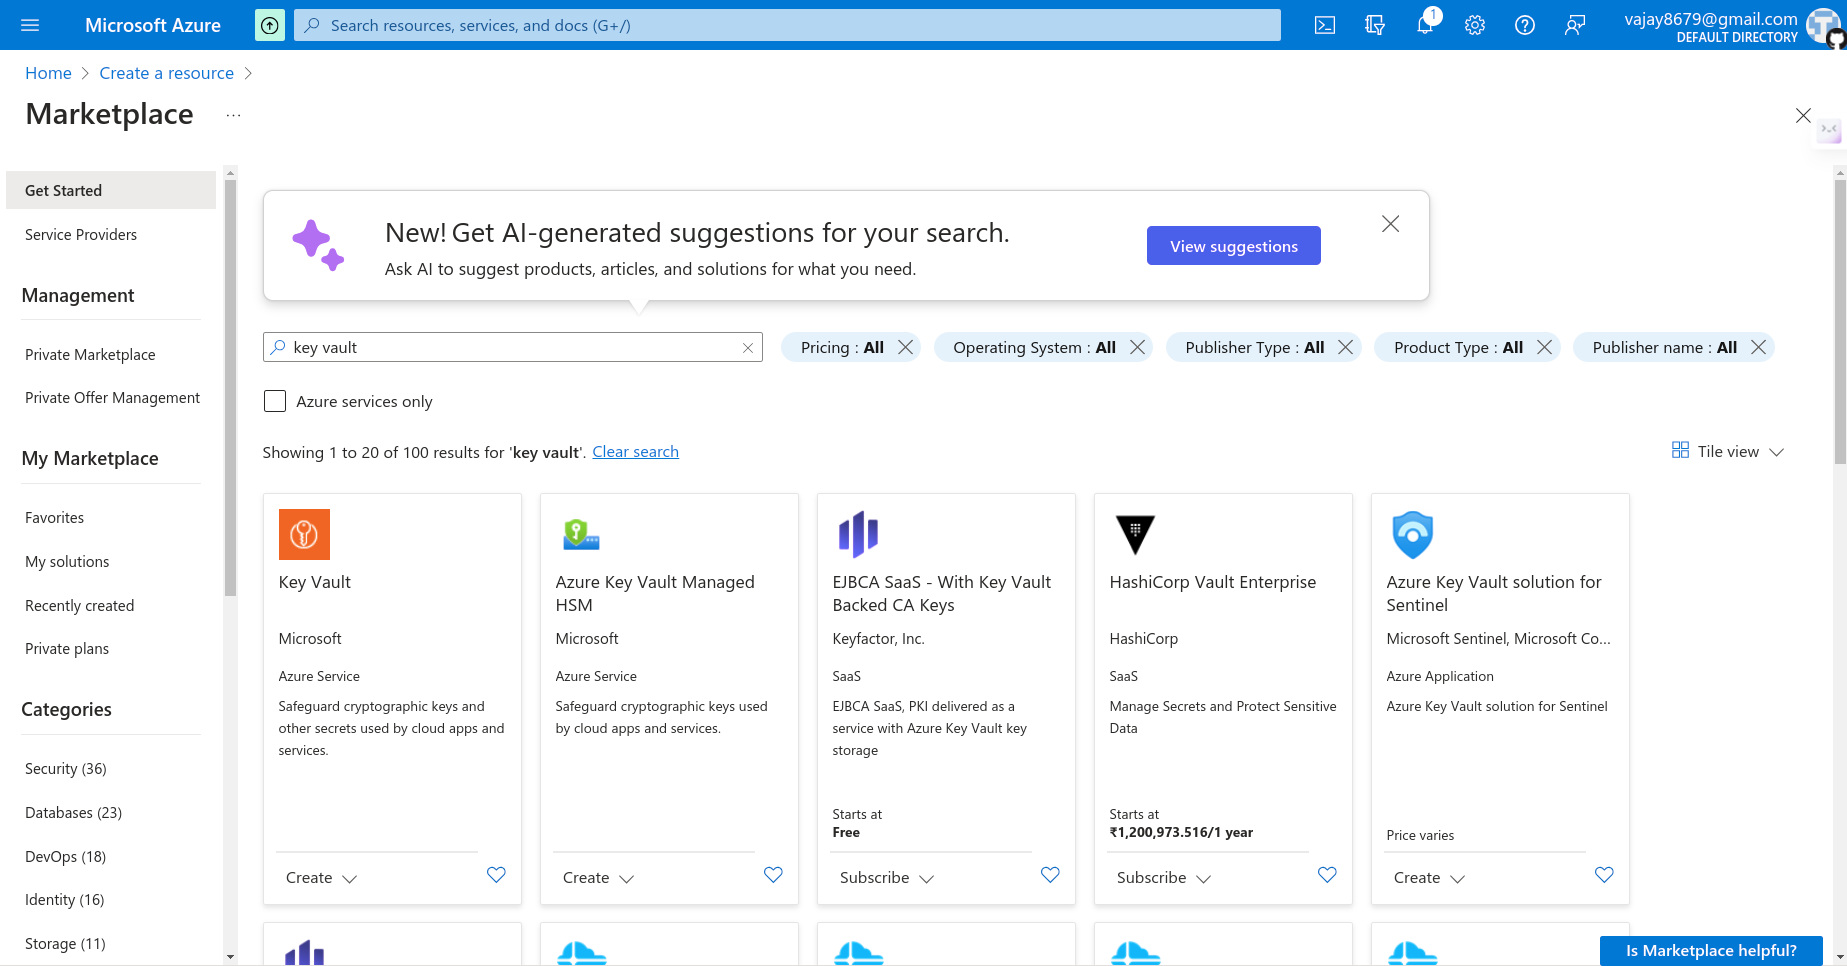 Microsoft Azure
Search resources, services, and docs (G+/)
1
vajay8679@gmail.com
DEFAULT DIRECTORY
Home
Create a resource
Marketplace
...
Get Started
Service Providers
Management
Private Marketplace
Private Offer Management
My Marketplace
Favorites
My solutions
Recently created
Private plans
Categories
Security (36)
Databases (23)
DevOps (18)
Identity (16)
Storage (11)
New! Get AI-generated suggestions for your search.
Ask AI to suggest products, articles, and solutions for what you need.
View suggestions
key vault
Pricing : All
Operating System : All
Publisher Type : All
Product Type : All
Publisher name : All
Azure services only
Showing 1 to 20 of 100 results for 'key vault'. Clear search
Tile view
Key Vault
Microsoft
Azure Service
Safeguard cryptographic keys and
other secrets used by cloud apps and
services.
Create
Azure Key Vault Managed
HSM
Microsoft
Azure Service
Safeguard cryptographic keys used
by cloud apps and services.
Create
EJBCA SaaS - With Key Vault
Backed CA Keys
Keyfactor, Inc.
SaaS
EJBCA SaaS, PKI delivered as a
service with Azure Key Vault key
storage
Starts at
Free
Subscribe
HashiCorp Vault Enterprise
HashiCorp
SaaS
Manage Secrets and Protect Sensitive
Data
Starts at
₹1,200,973.516/1 year
Subscribe
Azure Key Vault solution for
Sentinel
Microsoft Sentinel, Microsoft Co...
Azure Application
Azure Key Vault solution for Sentinel
Price varies
Create
Is Marketplace helpful?